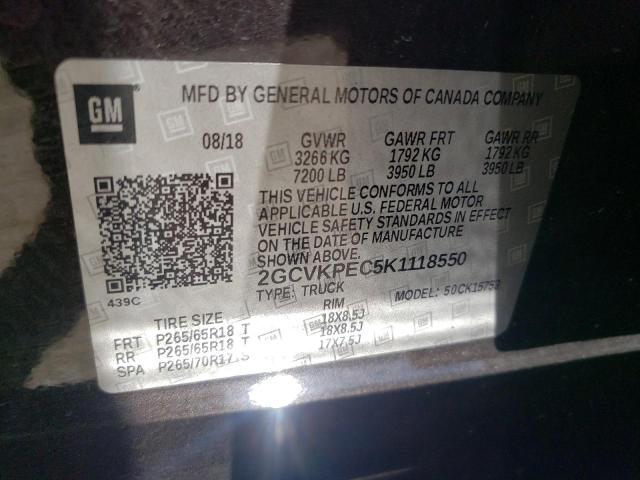 GM
MFD BY GENERAL MOTORS OF CANADA COMPANY
08/18 GVWR GAWR FRT GAWR RR
3266 KG 1792 KG 1792 KG
7200 LB 3950 LB 3950 LB
THIS VEHICLE CONFORMS TO ALL
APPLICABLE U.S. FEDERAL MOTOR
VEHICLE SAFETY STANDARDS IN EFFECT
ON THE DATE OF MANUFACTURE
SHOWN ABOVE.
2GCVKPEC5K1118550
439C TYPE: TRUCK MODEL: 50CK15753
TIRE SIZE RIM
FRT P265/65R18 T 18X8.5J
RR P265/65R18 T 18X8.5J
SPA P265/70R17 S 17X7.5J